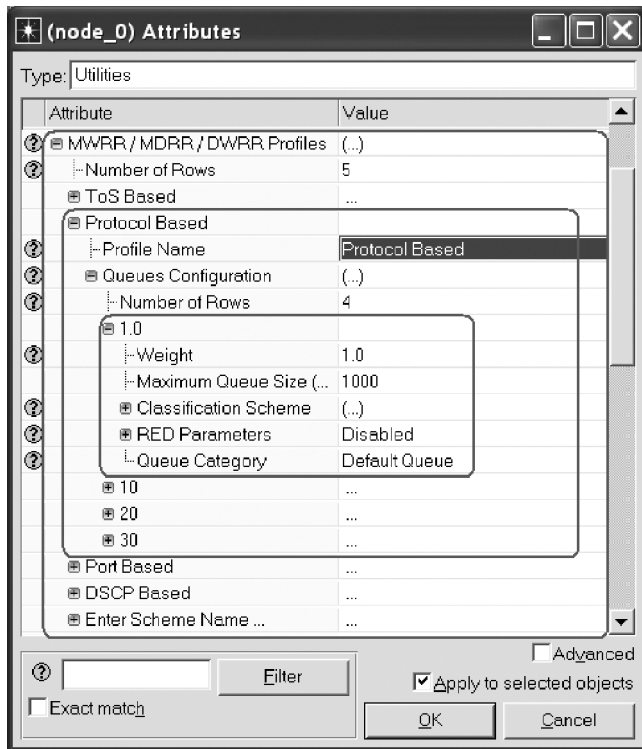 (node_0) Attributes
Type: Utilities
Attribute Value
MWRR / MDRR / DWRR Profiles (...)
Number of Rows 5
ToS Based ...
Protocol Based
Profile Name Protocol Based
Queues Configuration (...)
Number of Rows 4
1.0
Weight 1.0
Maximum Queue Size (... 1000
Classification Scheme (...)
RED Parameters Disabled
Queue Category Default Queue
10 ...
20 ...
30 ...
Port Based ...
DSCP Based ...
Enter Scheme Name ... ...
Advanced
Filter
Apply to selected objects
Exact match
OK Cancel